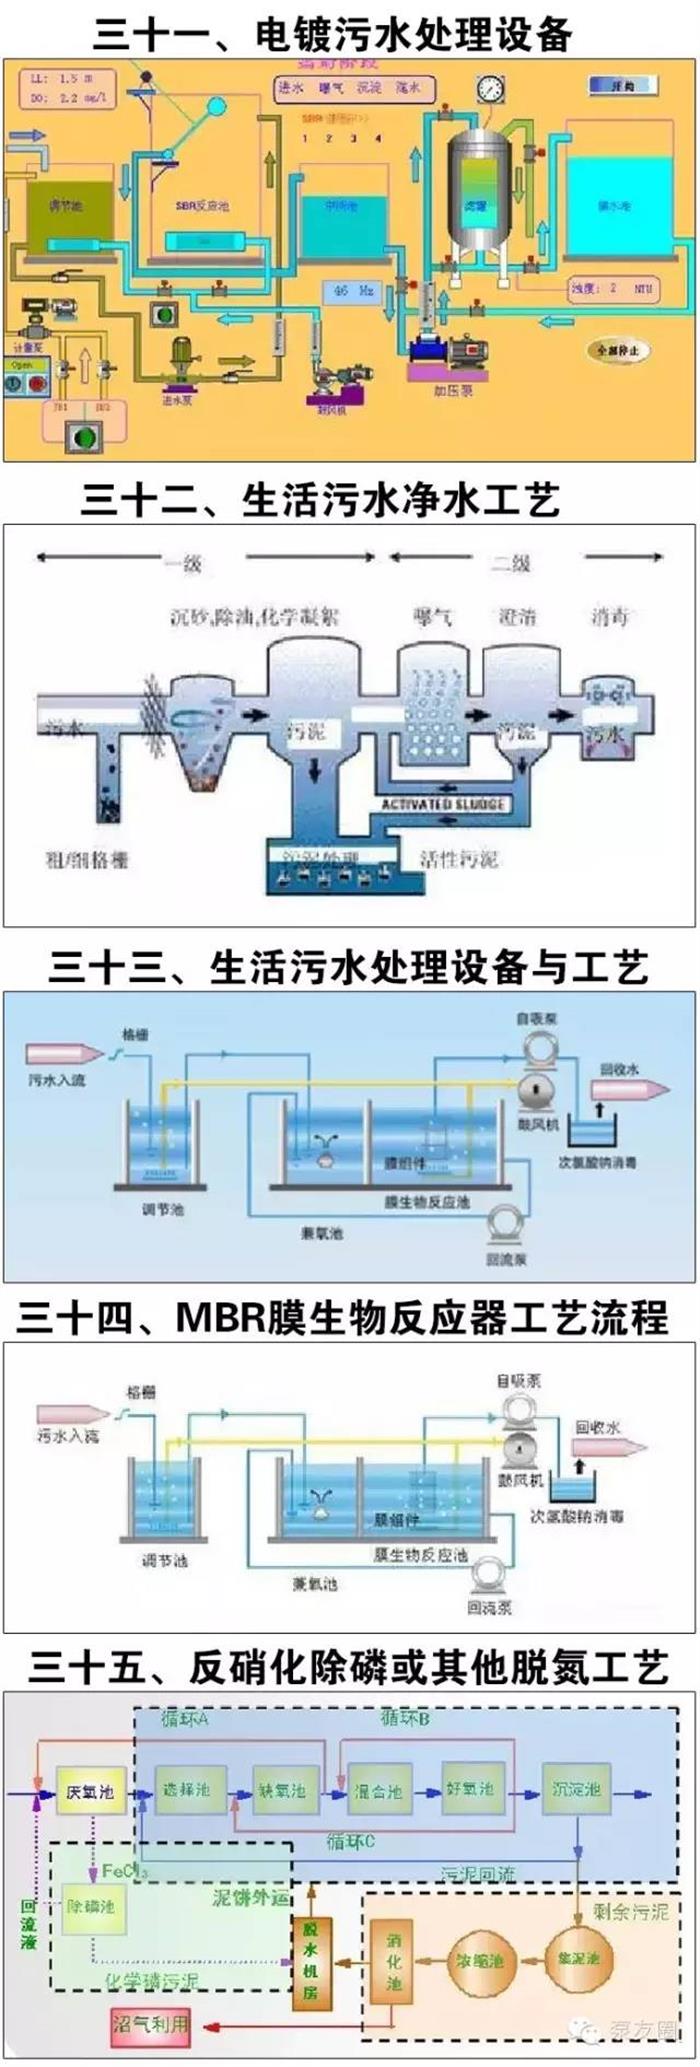 三十一、电镀污水处理设备
运行阶段
LL: 1.5 m
DO: 2.2 mg/l
进水 曝气 沉淀 滗水
开始
1 2 3 4
调节池
SBR反应池
中间池
滤罐
清水池
46 Hz
浊度: 2 NTU
计量泵
Open
全部停止
进水泵
鼓风机
加压泵
三十二、生活污水净水工艺
一级
二级
沉砂,除油,化学凝絮
曝气
澄清
消毒
污水
污泥
污泥
污水
ACTIVATED SLUDGE
粗/细格栅
污泥处理
活性污泥
三十三、生活污水处理设备与工艺
自吸泵
格栅
污水入流
回收水
鼓风机
膜组件
次氯酸钠消毒
调节池
膜生物反应池
兼氧池
回流泵
三十四、MBR膜生物反应器工艺流程
自吸泵
格栅
污水入流
回收水
鼓风机
膜组件
次氯酸钠消毒
调节池
膜生物反应池
兼氧池
回流泵
三十五、反硝化除磷或其他脱氮工艺
循环A
循环B
厌氧池
选择池
缺氧池
混合池
好氧池
沉淀池
循环C
FeCl3
污泥回流
回流液
除磷池
泥饼外运
脱水机房
剩余污泥
消化池
浓缩池
集泥池
化学磷污泥
沼气利用
泵友圈